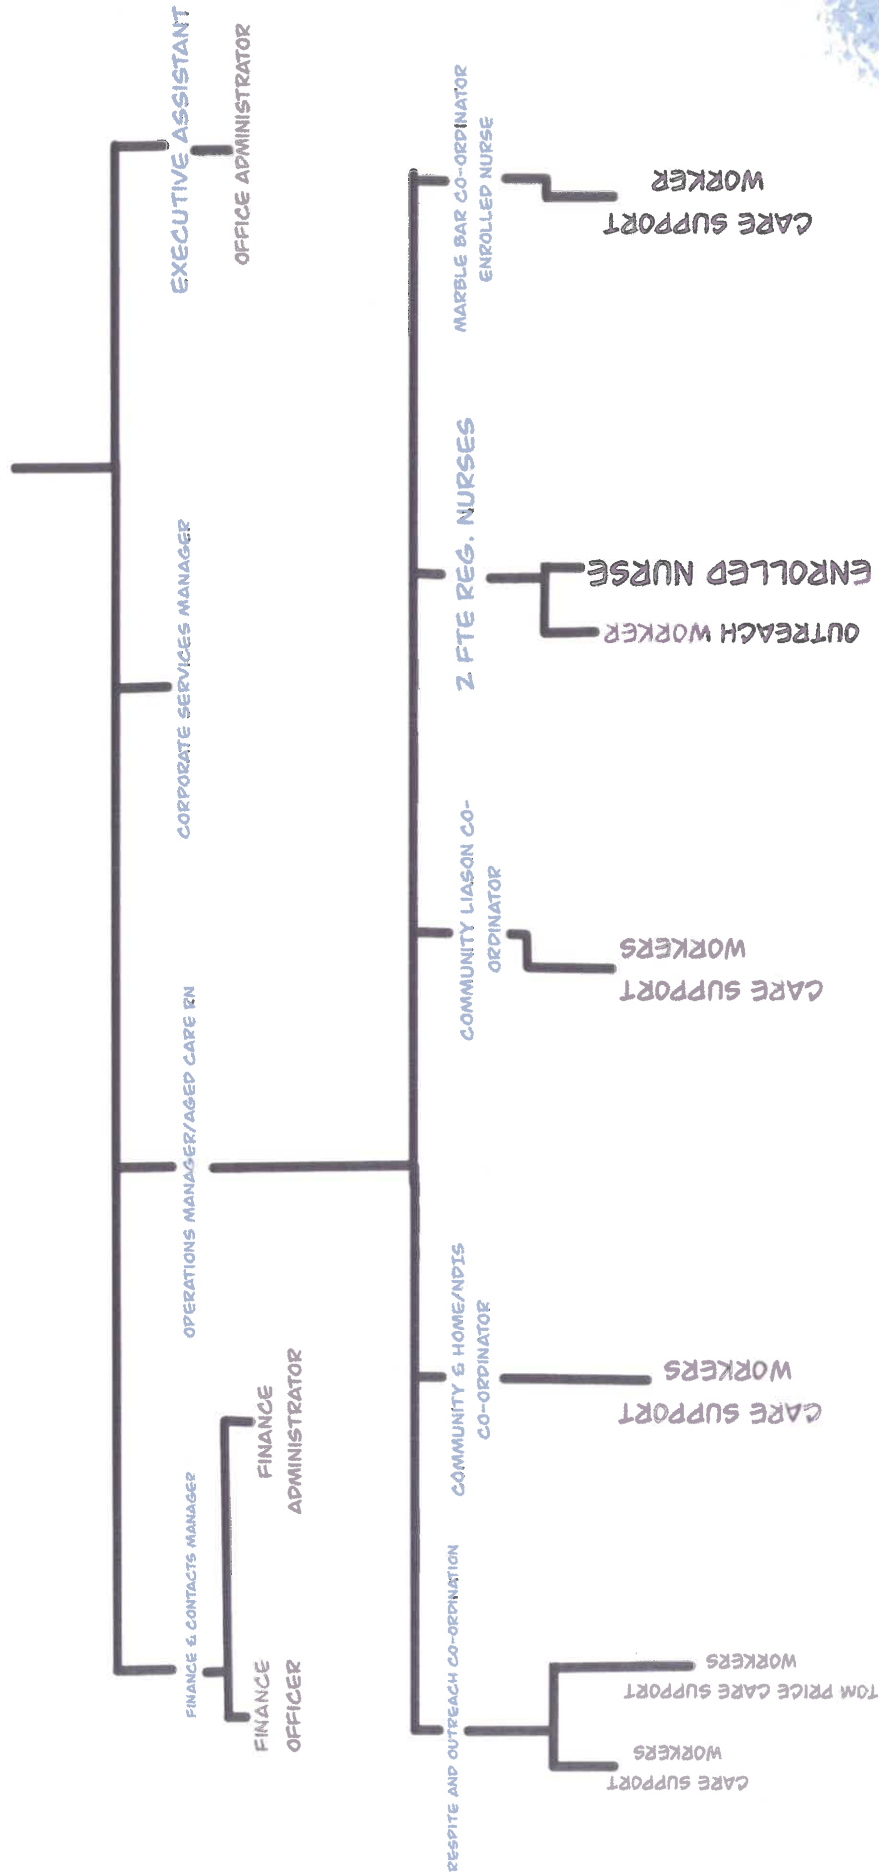 FINANCE & CONTACTS MANAGER
OPERATIONS MANAGER/AGED CARE RN
CORPORATE SERVICES MANAGER
EXECUTIVE ASSISTANT
FINANCE
OFFICER
FINANCE
ADMINISTRATOR
OFFICE ADMINISTRATOR
RESPITE AND OUTREACH CO-ORDINATION
COMMUNITY & HOME/NDIS
CO-ORDINATOR
COMMUNITY LIASON CO-
ORDINATOR
2 FTE REG. NURSES
MARBLE BAR CO-ORDINATOR
ENROLLED NURSE
CARE SUPPORT
WORKERS
TOM PRICE CARE SUPPORT
WORKERS
CARE SUPPORT
WORKERS
CARE SUPPORT
WORKERS
OUTREACH WORKER
ENROLLED NURSE
CARE SUPPORT
WORKER